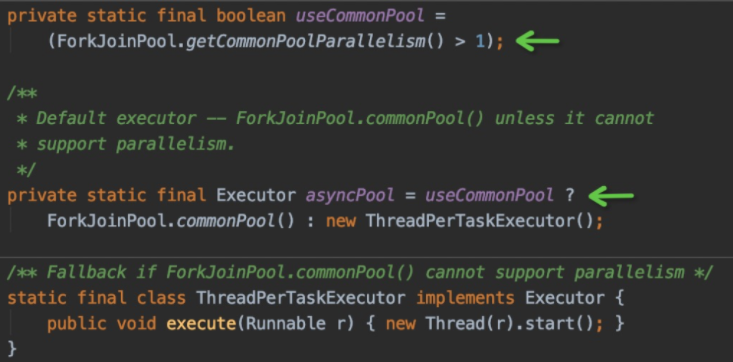 private static final boolean useCommonPool =
(ForkJoinPool.getCommonPoolParallelism() > 1);
/**
* Default executor -- ForkJoinPool.commonPool() unless it cannot
* support parallelism.
*/
private static final Executor asyncPool = useCommonPool ?
ForkJoinPool.commonPool() : new ThreadPerTaskExecutor();
/** Fallback if ForkJoinPool.commonPool() cannot support parallelism */
static final class ThreadPerTaskExecutor implements Executor {
public void execute(Runnable r) { new Thread(r).start(); }
}